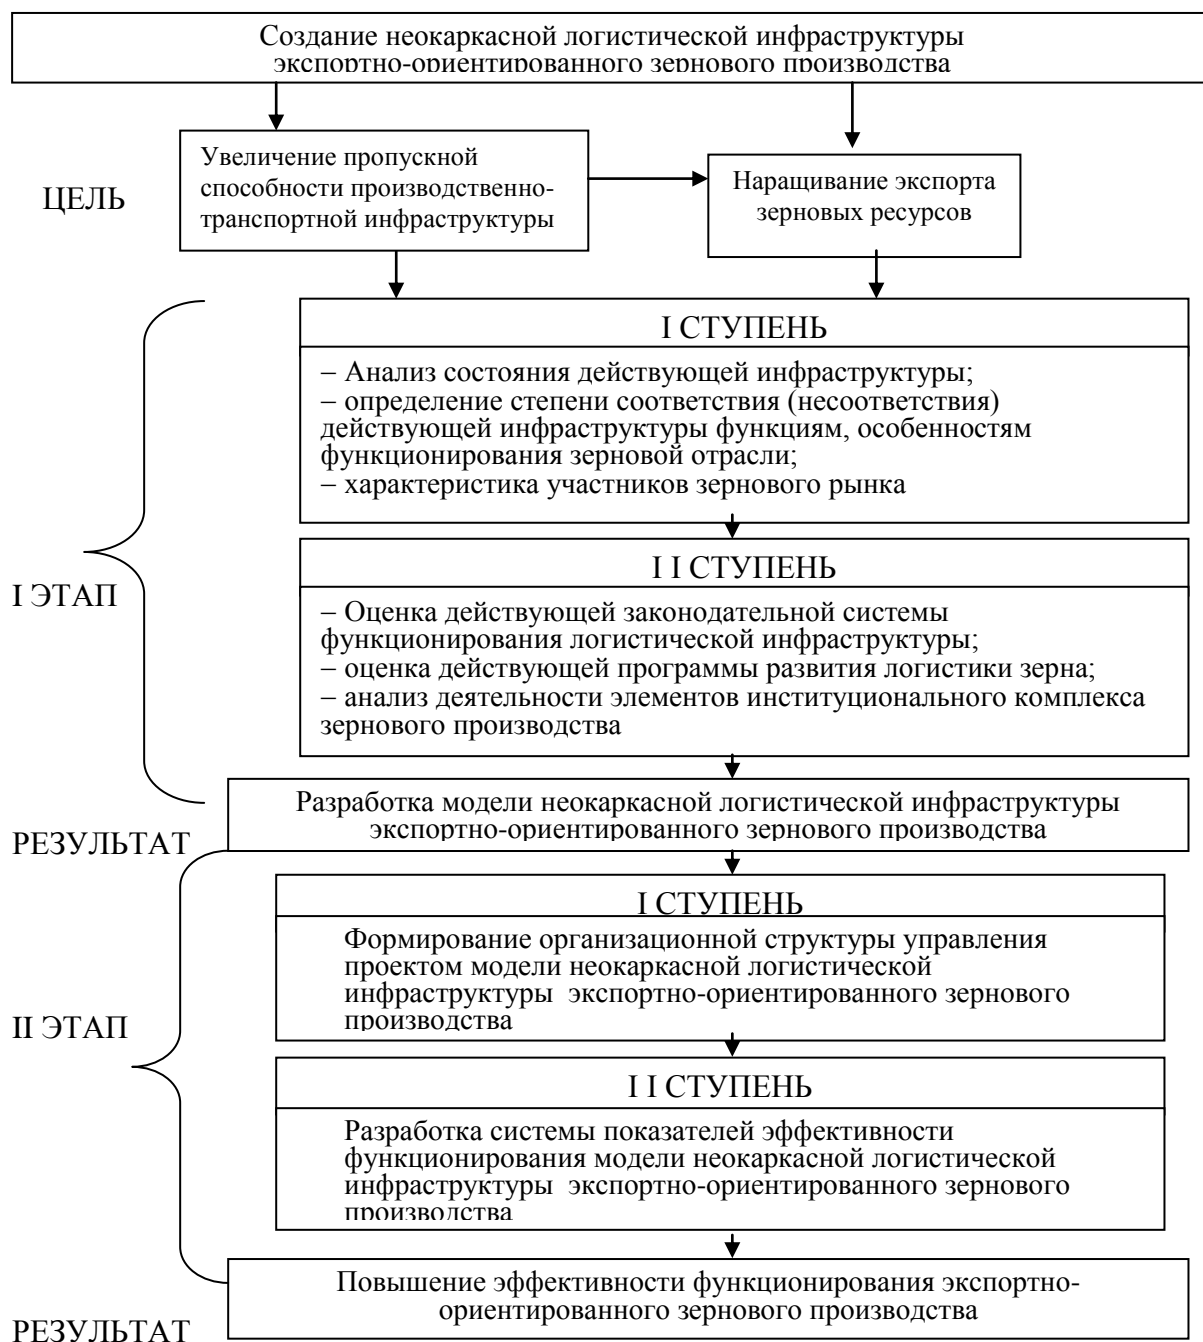 Создание неокаркасной логистической инфраструктуры
экспортно-ориентированного зернового производства
ЦЕЛЬ
Увеличение пропускной
способности производственно-
транспортной инфраструктуры
Наращивание экспорта
зерновых ресурсов
I ЭТАП
I СТУПЕНЬ
– Анализ состояния действующей инфраструктуры;
– определение степени соответствия (несоответствия)
действующей инфраструктуры функциям, особенностям
функционирования зерновой отрасли;
– характеристика участников зернового рынка
I I СТУПЕНЬ
– Оценка действующей законодательной системы
функционирования логистической инфраструктуры;
– оценка действующей программы развития логистики зерна;
– анализ деятельности элементов институционального комплекса
зернового производства
РЕЗУЛЬТАТ
Разработка модели неокаркасной логистической инфраструктуры
экспортно-ориентированного зернового производства
II ЭТАП
I СТУПЕНЬ
Формирование организационной структуры управления
проектом модели неокаркасной логистической
инфраструктуры экспортно-ориентированного зернового
производства
I I СТУПЕНЬ
Разработка системы показателей эффективности
функционирования модели неокаркасной логистической
инфраструктуры экспортно-ориентированного зернового
производства
РЕЗУЛЬТАТ
Повышение эффективности функционирования экспортно-
ориентированного зернового производства